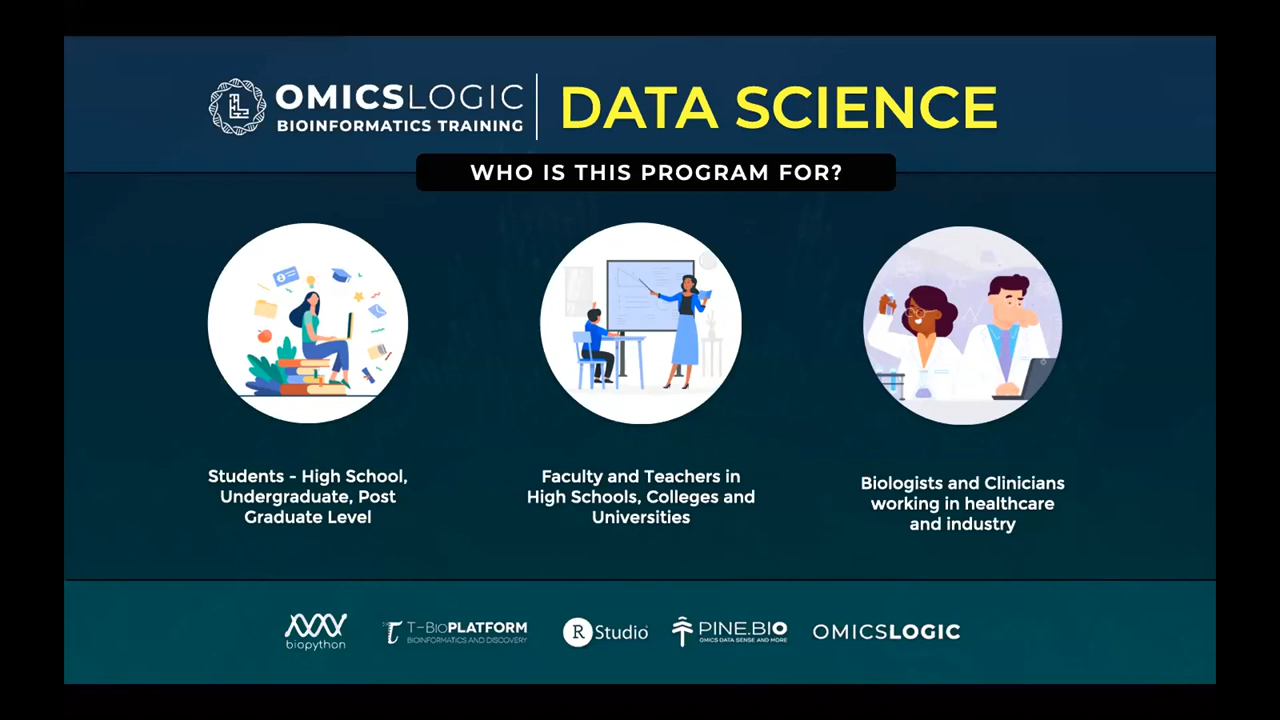 OMICSLOGIC
BIOINFORMATICS TRAINING
DATA SCIENCE
WHO IS THIS PROGRAM FOR?
Students - High School,
Undergraduate, Post
Graduate Level
Faculty and Teachers in
High Schools, Colleges and
Universities
Biologists and Clinicians
working in healthcare
and industry
biopython
T-BioPLATFORM
BIOINFORMATICS AND DISCOVERY
R Studio
PINE.BIO
OMICS DATA SENSE AND MORE
OMICSLOGIC